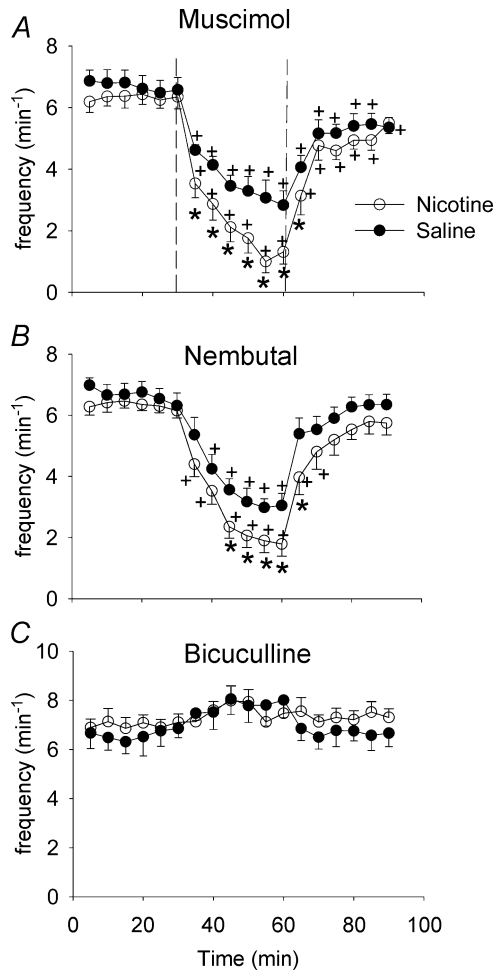 A
Muscimol
8
6
4
2
0
frequency (min-1)
Nicotine
Saline
B
Nembutal
8
6
4
2
0
frequency (min-1)
C
Bicuculline
10
8
6
4
2
0
frequency (min-1)
0 20 40 60 80 100
Time (min)